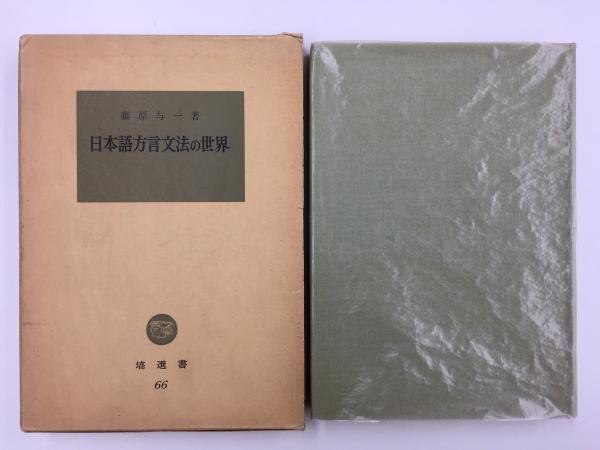 藤原与一著
日本語方言文法の世界
塙選書
66